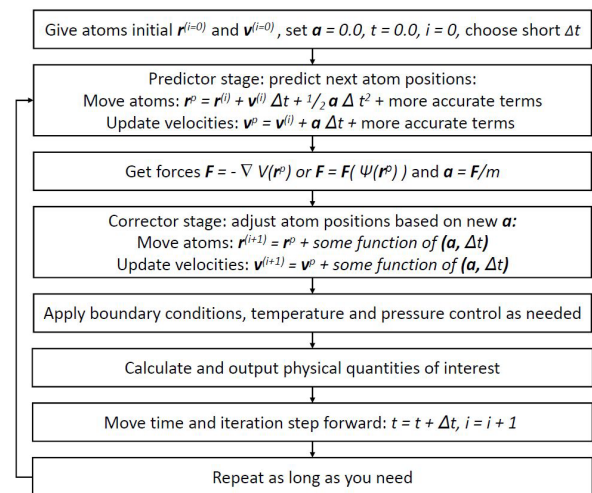 Give atoms initial r⁽ⁱ⁼⁰⁾ and v⁽ⁱ⁼⁰⁾, set a = 0.0, t = 0.0, i = 0, choose short Δt
Predictor stage: predict next atom positions:
Move atoms: rᵖ = r⁽ⁱ⁾ + v⁽ⁱ⁾ Δt + ¹/₂ a Δ t² + more accurate terms
Update velocities: vᵖ = v⁽ⁱ⁾ + a Δt + more accurate terms
Get forces F = - ∇ V(rᵖ) or F = F( Ψ(rᵖ) ) and a = F/m
Corrector stage: adjust atom positions based on new a:
Move atoms: r⁽ⁱ⁺¹⁾ = rᵖ + some function of (a, Δt)
Update velocities: v⁽ⁱ⁺¹⁾ = vᵖ + some function of (a, Δt)
Apply boundary conditions, temperature and pressure control as needed
Calculate and output physical quantities of interest
Move time and iteration step forward: t = t + Δt, i = i + 1
Repeat as long as you need